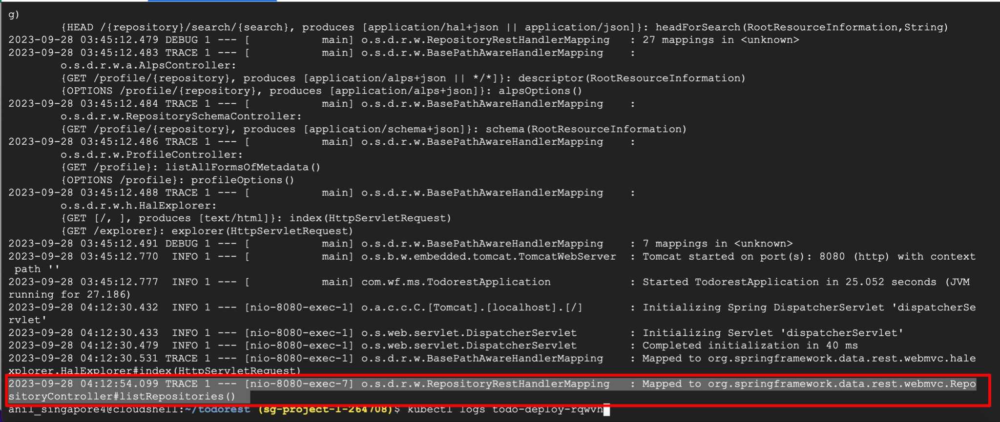 g)
{HEAD /{repository}/search/{search}, produces [application/hal+json || application/json]}: headForSearch(RootResourceInformation,String)
2023-09-28 03:45:12.479 DEBUG 1 --- [           main] o.s.d.r.w.RepositoryRestHandlerMapping   : 27 mappings in <unknown>
2023-09-28 03:45:12.483 TRACE 1 --- [           main] o.s.d.r.w.BasePathAwareHandlerMapping    :
o.s.d.r.w.a.AlpsController:
{GET /profile/{repository}, produces [application/alps+json || */*]}: descriptor(RootResourceInformation)
{OPTIONS /profile/{repository}, produces [application/alps+json]}: alpsOptions()
2023-09-28 03:45:12.484 TRACE 1 --- [           main] o.s.d.r.w.BasePathAwareHandlerMapping    :
o.s.d.r.w.RepositorySchemaController:
{GET /profile/{repository}, produces [application/schema+json]}: schema(RootResourceInformation)
2023-09-28 03:45:12.486 TRACE 1 --- [           main] o.s.d.r.w.BasePathAwareHandlerMapping    :
o.s.d.r.w.ProfileController:
{GET /profile}: listAllFormsOfMetadata()
{OPTIONS /profile}: profileOptions()
2023-09-28 03:45:12.488 TRACE 1 --- [           main] o.s.d.r.w.BasePathAwareHandlerMapping    :
o.s.d.r.w.h.HalExplorer:
{GET [/, ], produces [text/html]}: index(HttpServletRequest)
{GET /explorer}: explorer(HttpServletRequest)
2023-09-28 03:45:12.491 DEBUG 1 --- [           main] o.s.d.r.w.BasePathAwareHandlerMapping    : 7 mappings in <unknown>
2023-09-28 03:45:12.770  INFO 1 --- [           main] o.s.b.w.embedded.tomcat.TomcatWebServer  : Tomcat started on port(s): 8080 (http) with context
path ''
2023-09-28 03:45:12.777  INFO 1 --- [           main] com.wf.ms.TodorestApplication            : Started TodorestApplication in 25.052 seconds (JVM
running for 27.186)
2023-09-28 04:12:30.432  INFO 1 --- [nio-8080-exec-1] o.a.c.c.C.[Tomcat].[localhost].[/]       : Initializing Spring DispatcherServlet 'dispatcherSe
rvlet'
2023-09-28 04:12:30.433  INFO 1 --- [nio-8080-exec-1] o.s.web.servlet.DispatcherServlet        : Initializing Servlet 'dispatcherServlet'
2023-09-28 04:12:30.479  INFO 1 --- [nio-8080-exec-1] o.s.web.servlet.DispatcherServlet        : Completed initialization in 40 ms
2023-09-28 04:12:30.531 TRACE 1 --- [nio-8080-exec-1] o.s.d.r.w.BasePathAwareHandlerMapping    : Mapped to org.springframework.data.rest.webmvc.hale
xplorer.HalExplorer#index(HttpServletRequest)
2023-09-28 04:12:54.099 TRACE 1 --- [nio-8080-exec-7] o.s.d.r.w.RepositoryRestHandlerMapping   : Mapped to org.springframework.data.rest.webmvc.Repo
sitoryController#listRepositories()
anil_singapore4@cloudshell:~/todorest (sg-project-1-264708)$ kubectl logs todo-deploy-rqwvh